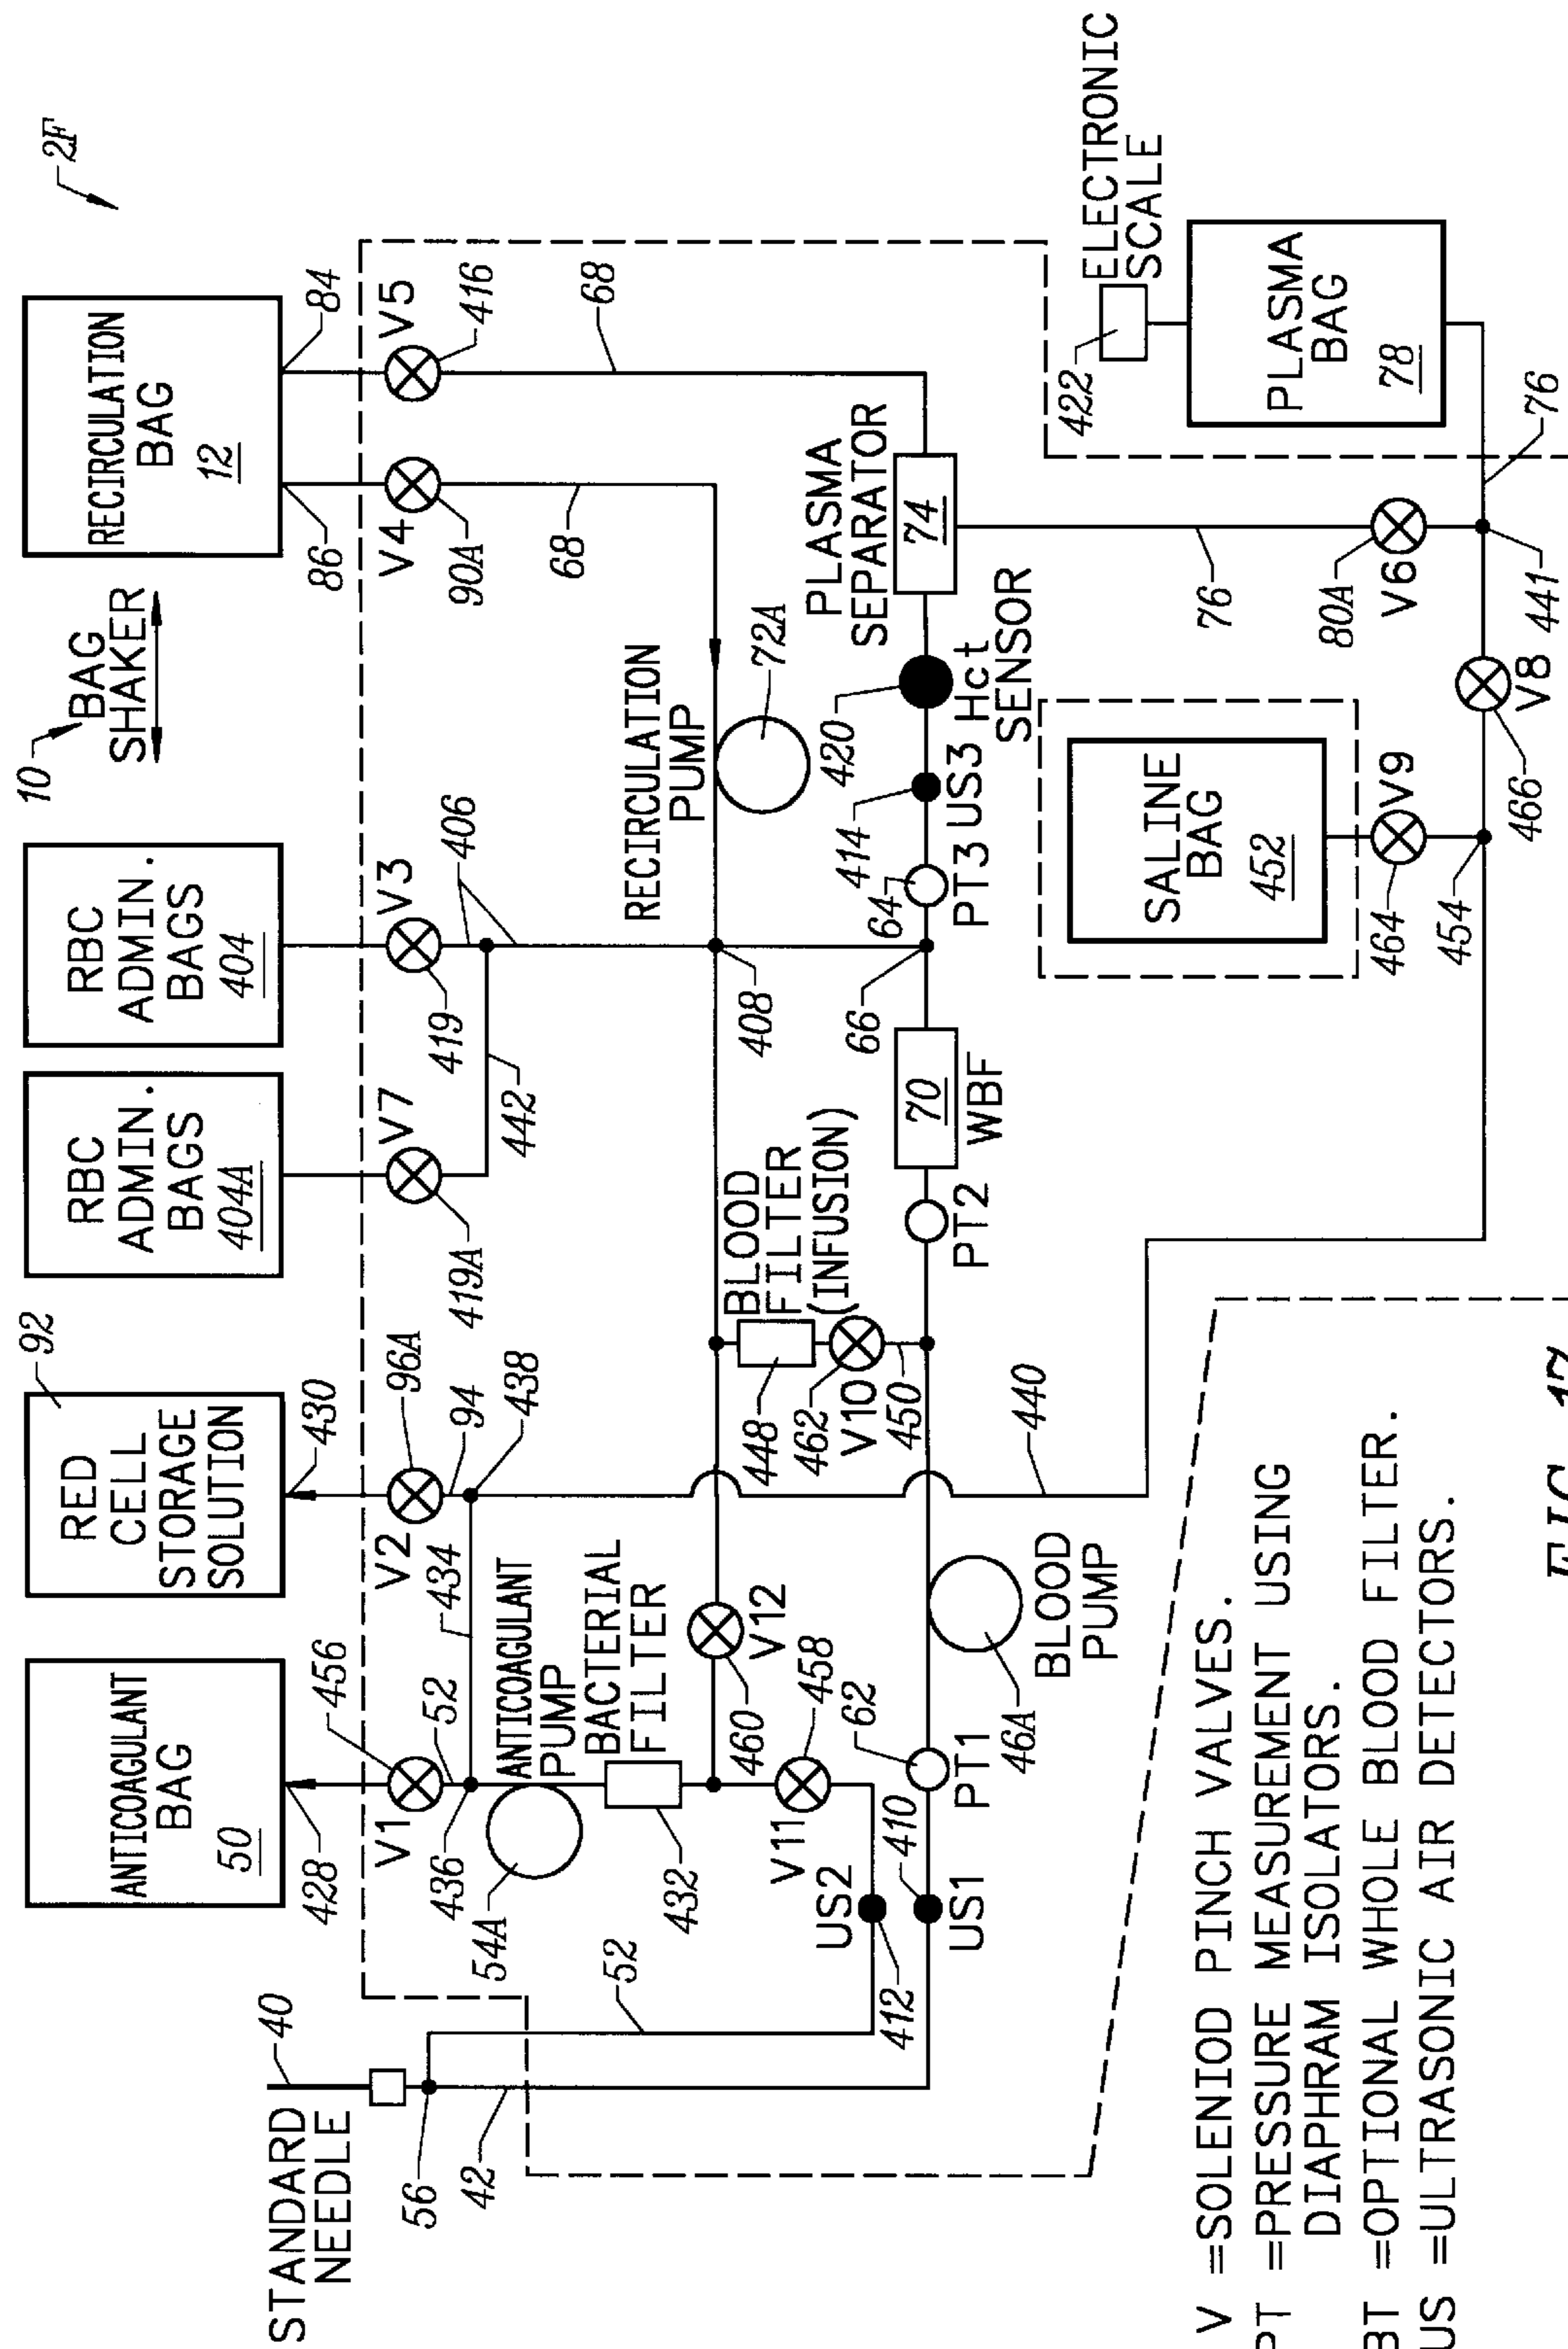 10
BAG
SHAKER
2F
ANTICOAGULANT
BAG
50
428
RED
CELL
STORAGE
SOLUTION
92
430
RBC
ADMIN.
BAGS
404A
RBC
ADMIN.
BAGS
404
RECIRCULATION
BAG
12
86
84
STANDARD
NEEDLE
40
56
42
52
V1
456
52
436
V2
96A
94
434
438
V7
419A
442
V3
419
406
V4
90A
68
V5
416
68
ANTICOAGULANT
PUMP
54A
BACTERIAL
FILTER
432
460
V12
V11
458
US2
412
US1
410
62
PT1
46A
BLOOD
PUMP
440
BLOOD
FILTER
(INFUSION)
448
462
V10
450
PT2
70
WBF
66
408
RECIRCULATION
PUMP
72A
64
PT3
414
US3
420
Hct
SENSOR
PLASMA
SEPARATOR
74
76
80A
V6
441
76
SALINE
BAG
452
464
V9
454
466
V8
422
ELECTRONIC
SCALE
PLASMA
BAG
78
V =SOLENIOD PINCH VALVES.
PT =PRESSURE MEASUREMENT USING
DIAPHRAM ISOLATORS.
BT =OPTIONAL WHOLE BLOOD FILTER.
US =ULTRASONIC AIR DETECTORS.